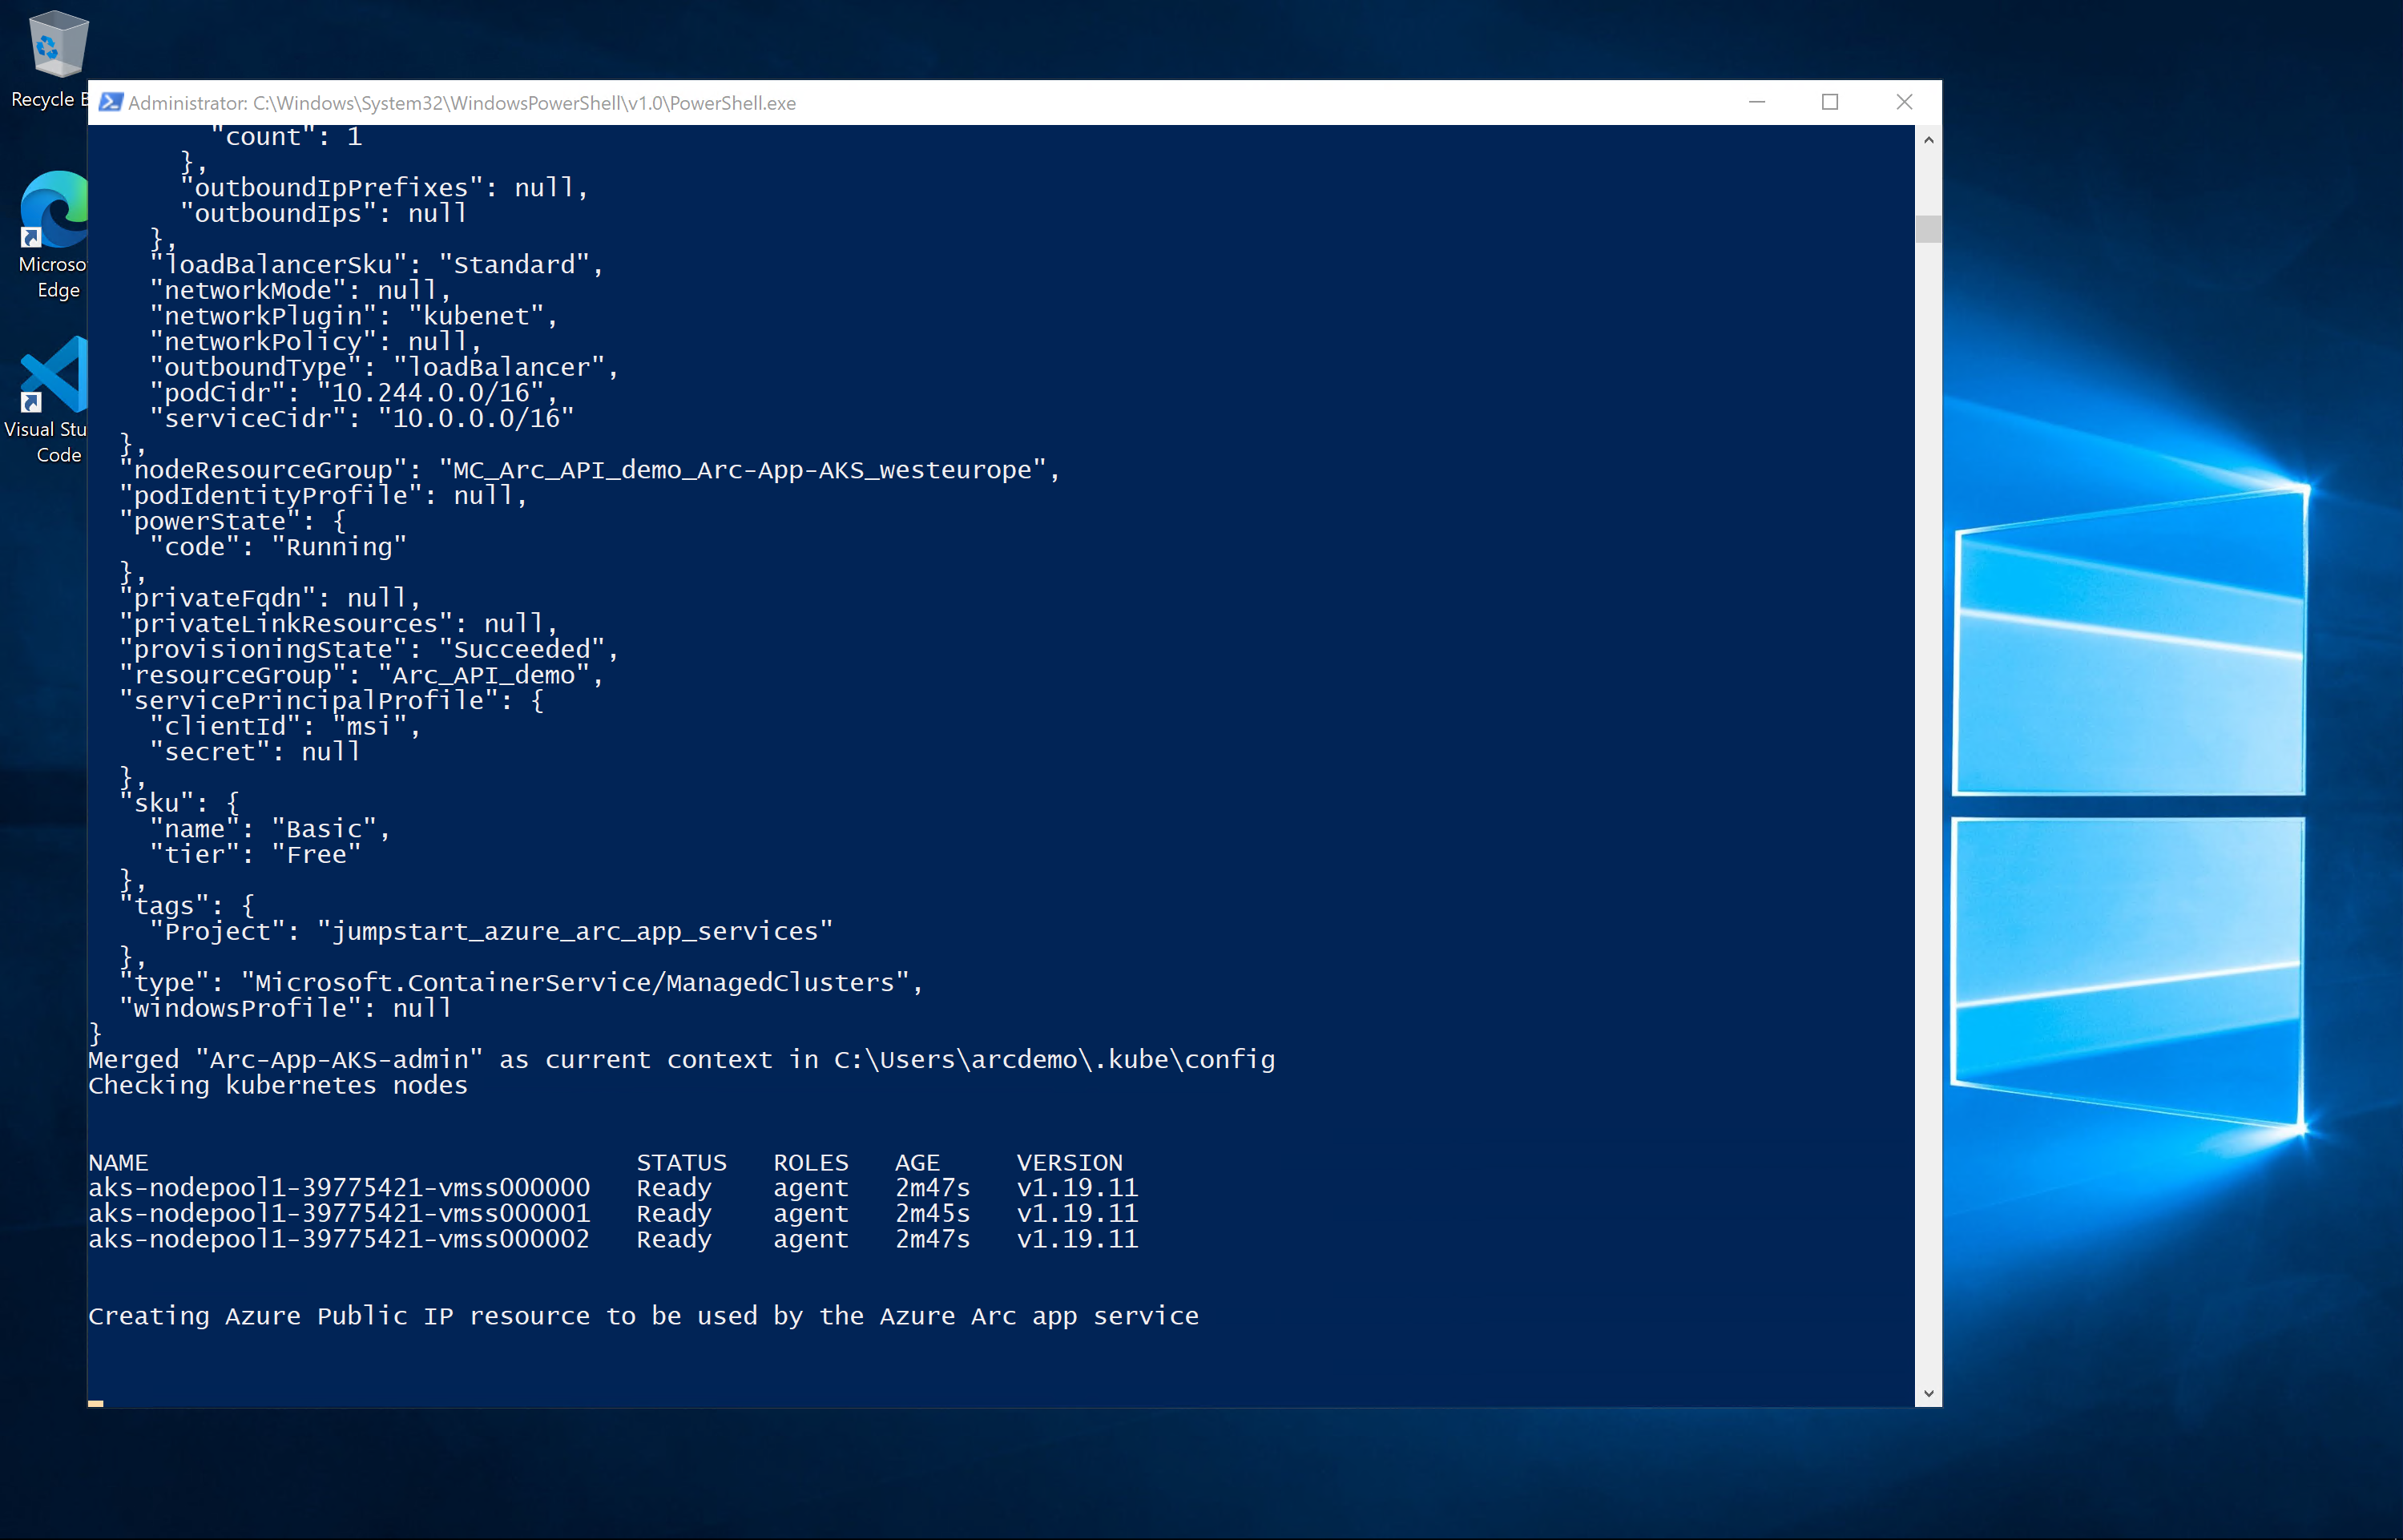 Recycle B
Microso
Edge
Visual Stu
Code
Administrator: C:\Windows\System32\WindowsPowerShell\v1.0\PowerShell.exe
        "count": 1
      },
      "outboundIpPrefixes": null,
      "outboundIps": null
    },
    "loadBalancerSku": "Standard",
    "networkMode": null,
    "networkPlugin": "kubenet",
    "networkPolicy": null,
    "outboundType": "loadBalancer",
    "podCidr": "10.244.0.0/16",
    "serviceCidr": "10.0.0.0/16"
  },
  "nodeResourceGroup": "MC_Arc_API_demo_Arc-App-AKS_westeurope",
  "podIdentityProfile": null,
  "powerState": {
    "code": "Running"
  },
  "privateFqdn": null,
  "privateLinkResources": null,
  "provisioningState": "Succeeded",
  "resourceGroup": "Arc_API_demo",
  "servicePrincipalProfile": {
    "clientId": "msi",
    "secret": null
  },
  "sku": {
    "name": "Basic",
    "tier": "Free"
  },
  "tags": {
    "Project": "jumpstart_azure_arc_app_services"
  },
  "type": "Microsoft.ContainerService/ManagedClusters",
  "windowsProfile": null
}
Merged "Arc-App-AKS-admin" as current context in C:\Users\arcdemo\.kube\config
Checking kubernetes nodes
NAME                                STATUS   ROLES   AGE     VERSION
aks-nodepool1-39775421-vmss000000   Ready    agent   2m47s   v1.19.11
aks-nodepool1-39775421-vmss000001   Ready    agent   2m45s   v1.19.11
aks-nodepool1-39775421-vmss000002   Ready    agent   2m47s   v1.19.11
Creating Azure Public IP resource to be used by the Azure Arc app service